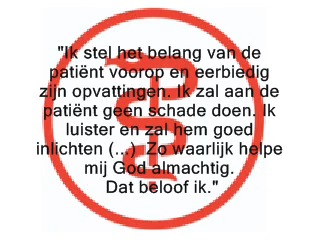 "Ik stel het belang van de
patiënt voorop en eerbiedig
zijn opvattingen. Ik zal aan de
patiënt geen schade doen. Ik
luister en zal hem goed
inlichten (...) Zo waarlijk helpe
mij God almachtig.
Dat beloof ik."